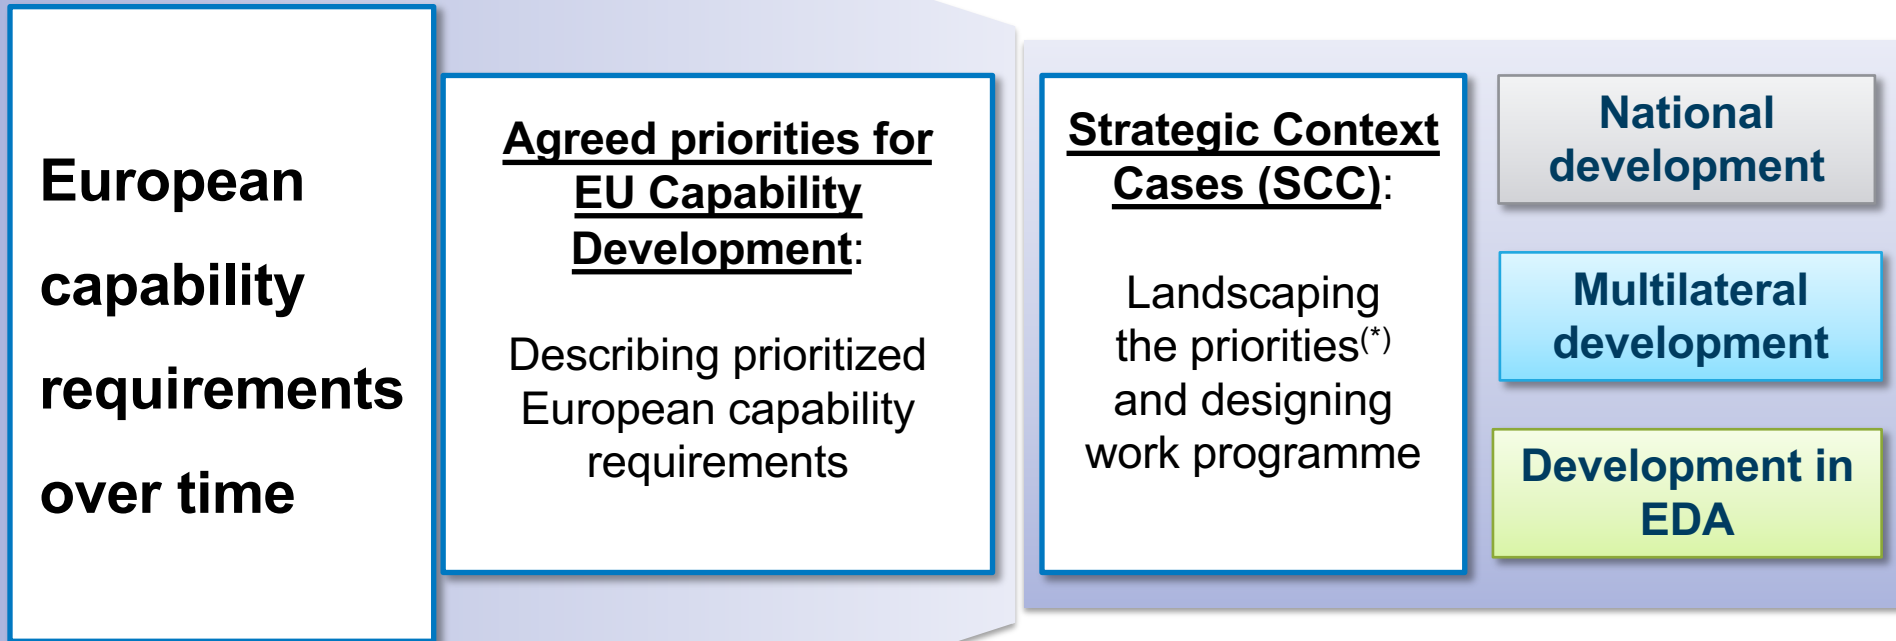 European
capability
requirements
over time
Agreed priorities for
EU Capability
Development:
Describing prioritized
European capability
requirements
Strategic Context
Cases (SCC):
Landscaping
the priorities(*)
and designing
work programme
National
development
Multilateral
development
Development in
EDA